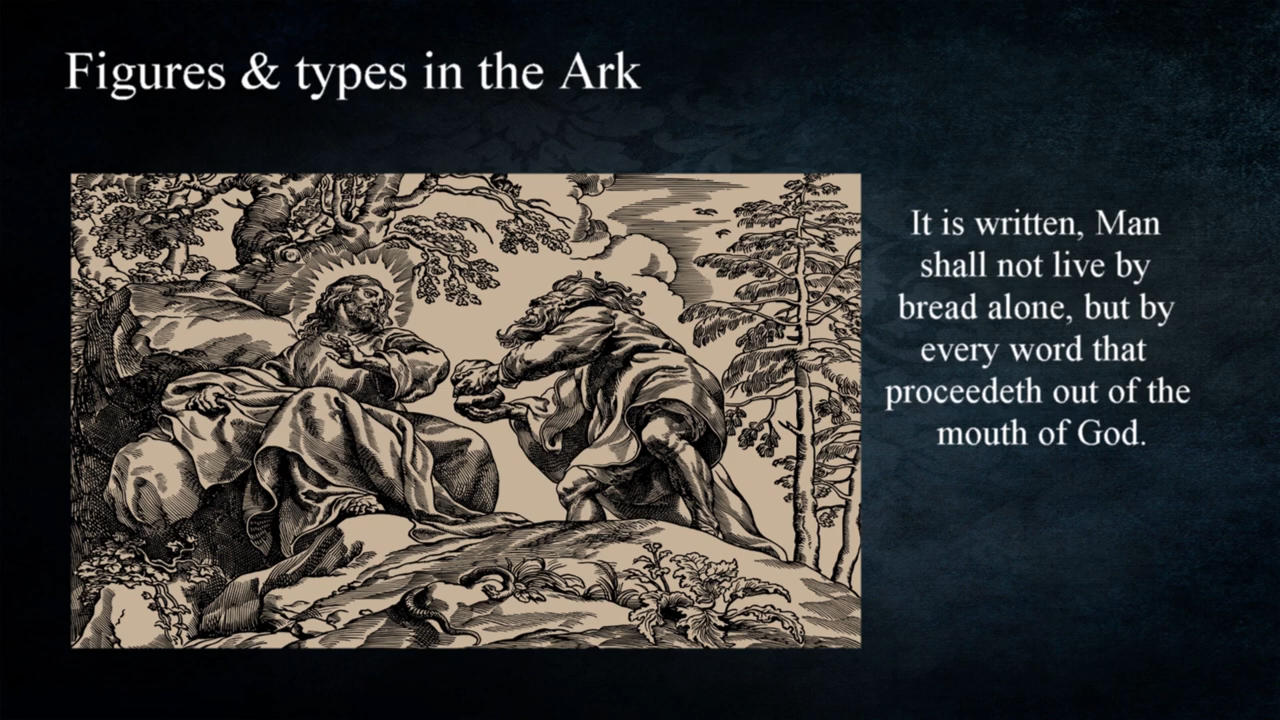 Figures & types in the Ark
It is written, Man
shall not live by
bread alone, but by
every word that
proceedeth out of the
mouth of God.